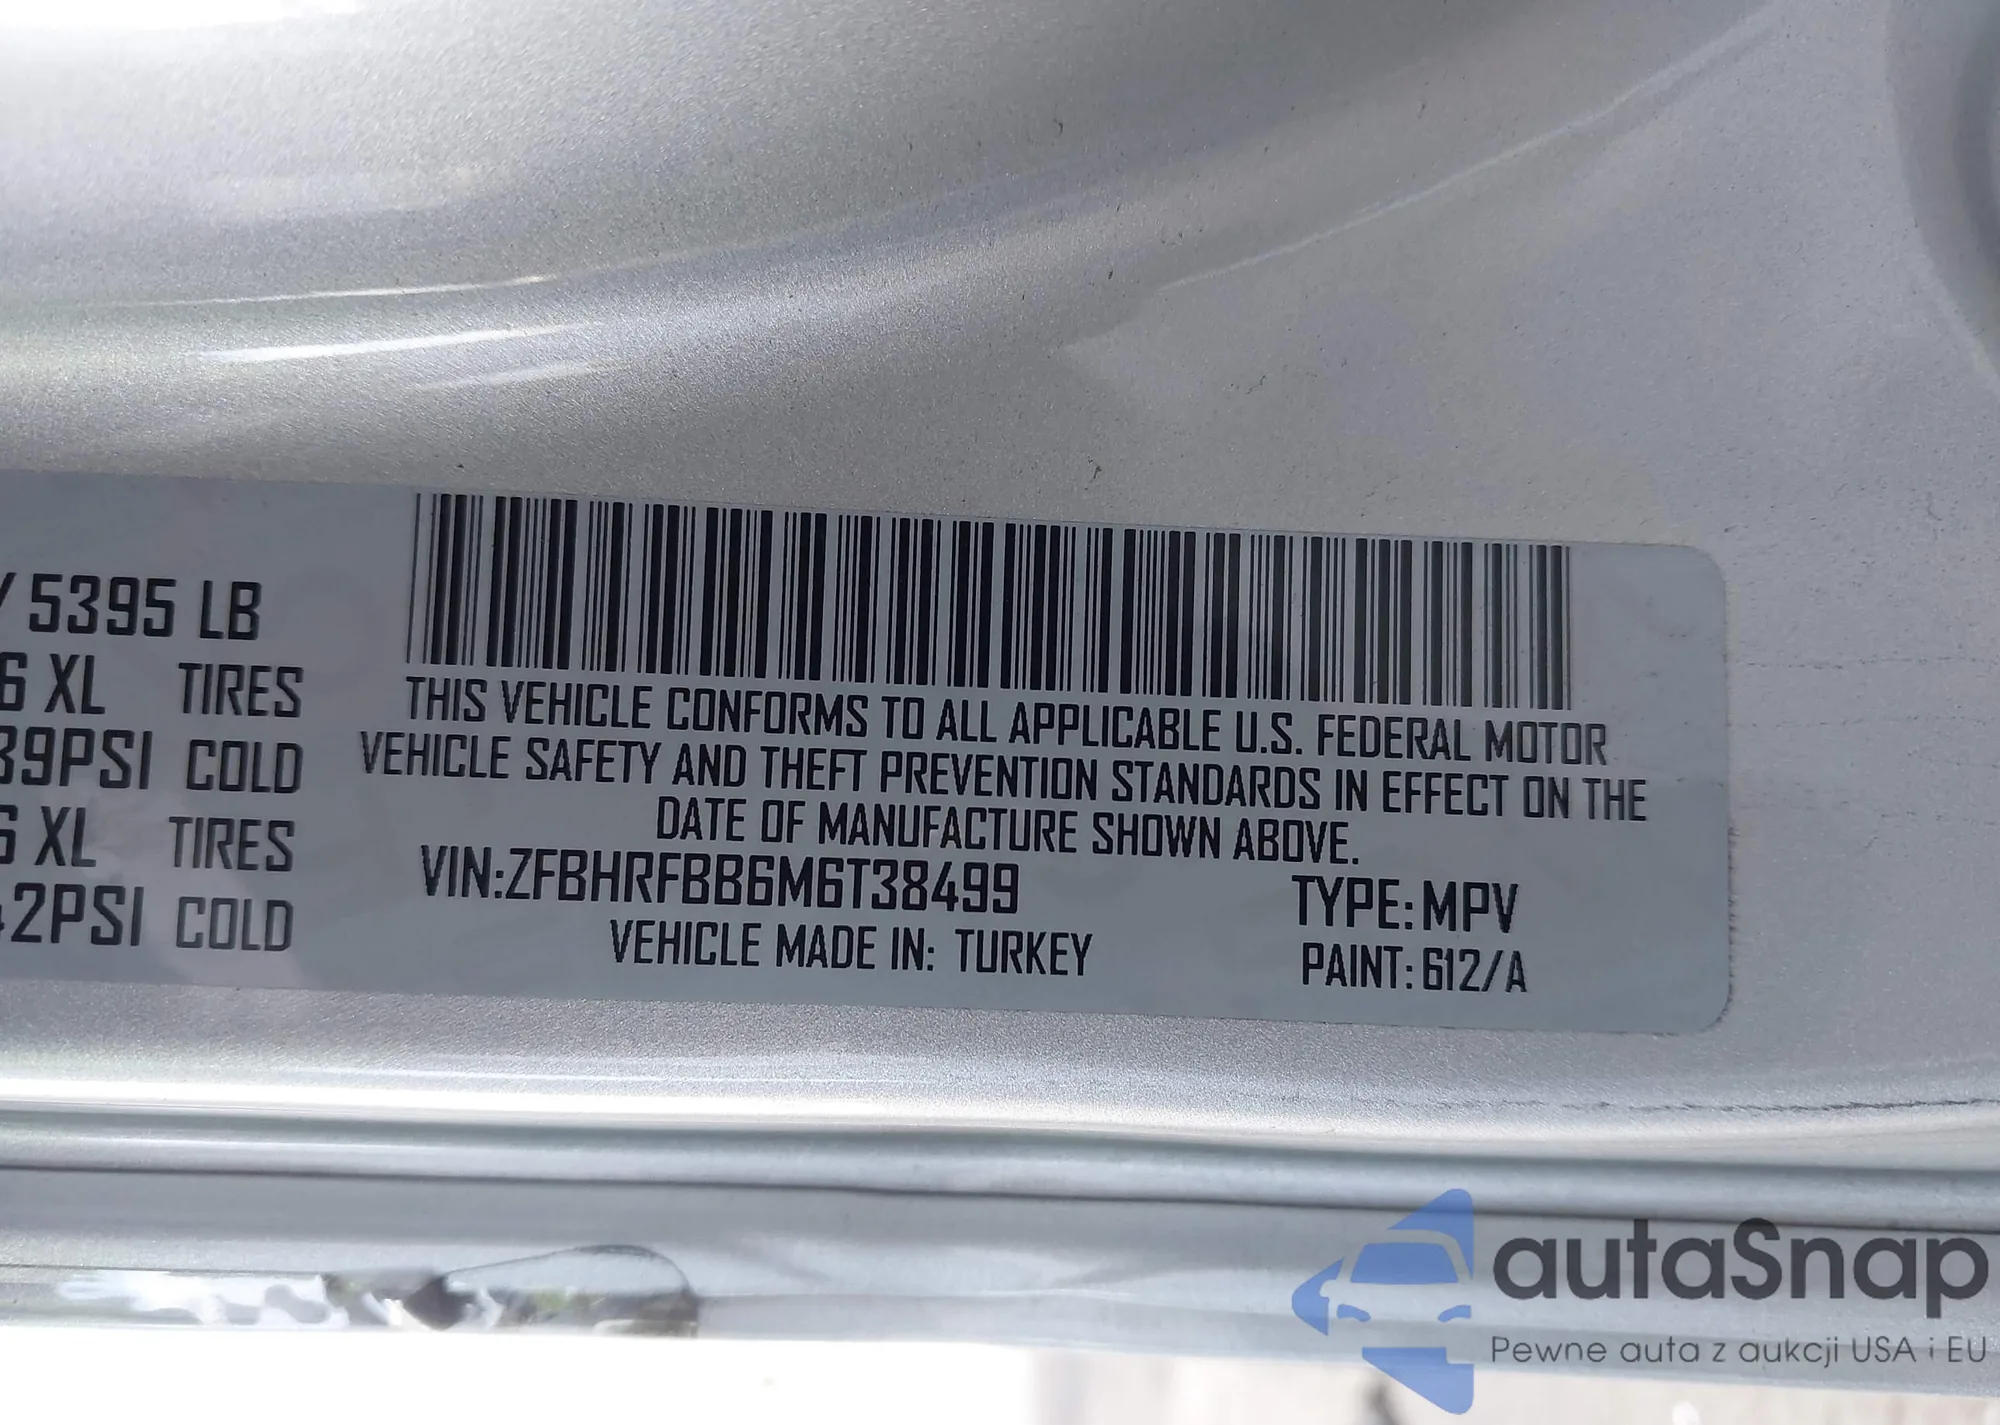 / 5395 LB
6 XL TIRES
39PSI COLD
6 XL TIRES
42PSI COLD
THIS VEHICLE CONFORMS TO ALL APPLICABLE U.S. FEDERAL MOTOR
VEHICLE SAFETY AND THEFT PREVENTION STANDARDS IN EFFECT ON THE
DATE OF MANUFACTURE SHOWN ABOVE.
VIN:ZFBHRFBB6M6T38499 TYPE: MPV
VEHICLE MADE IN: TURKEY PAINT: 612/A
autaSnap
Pewne auta z aukcji USA i EU